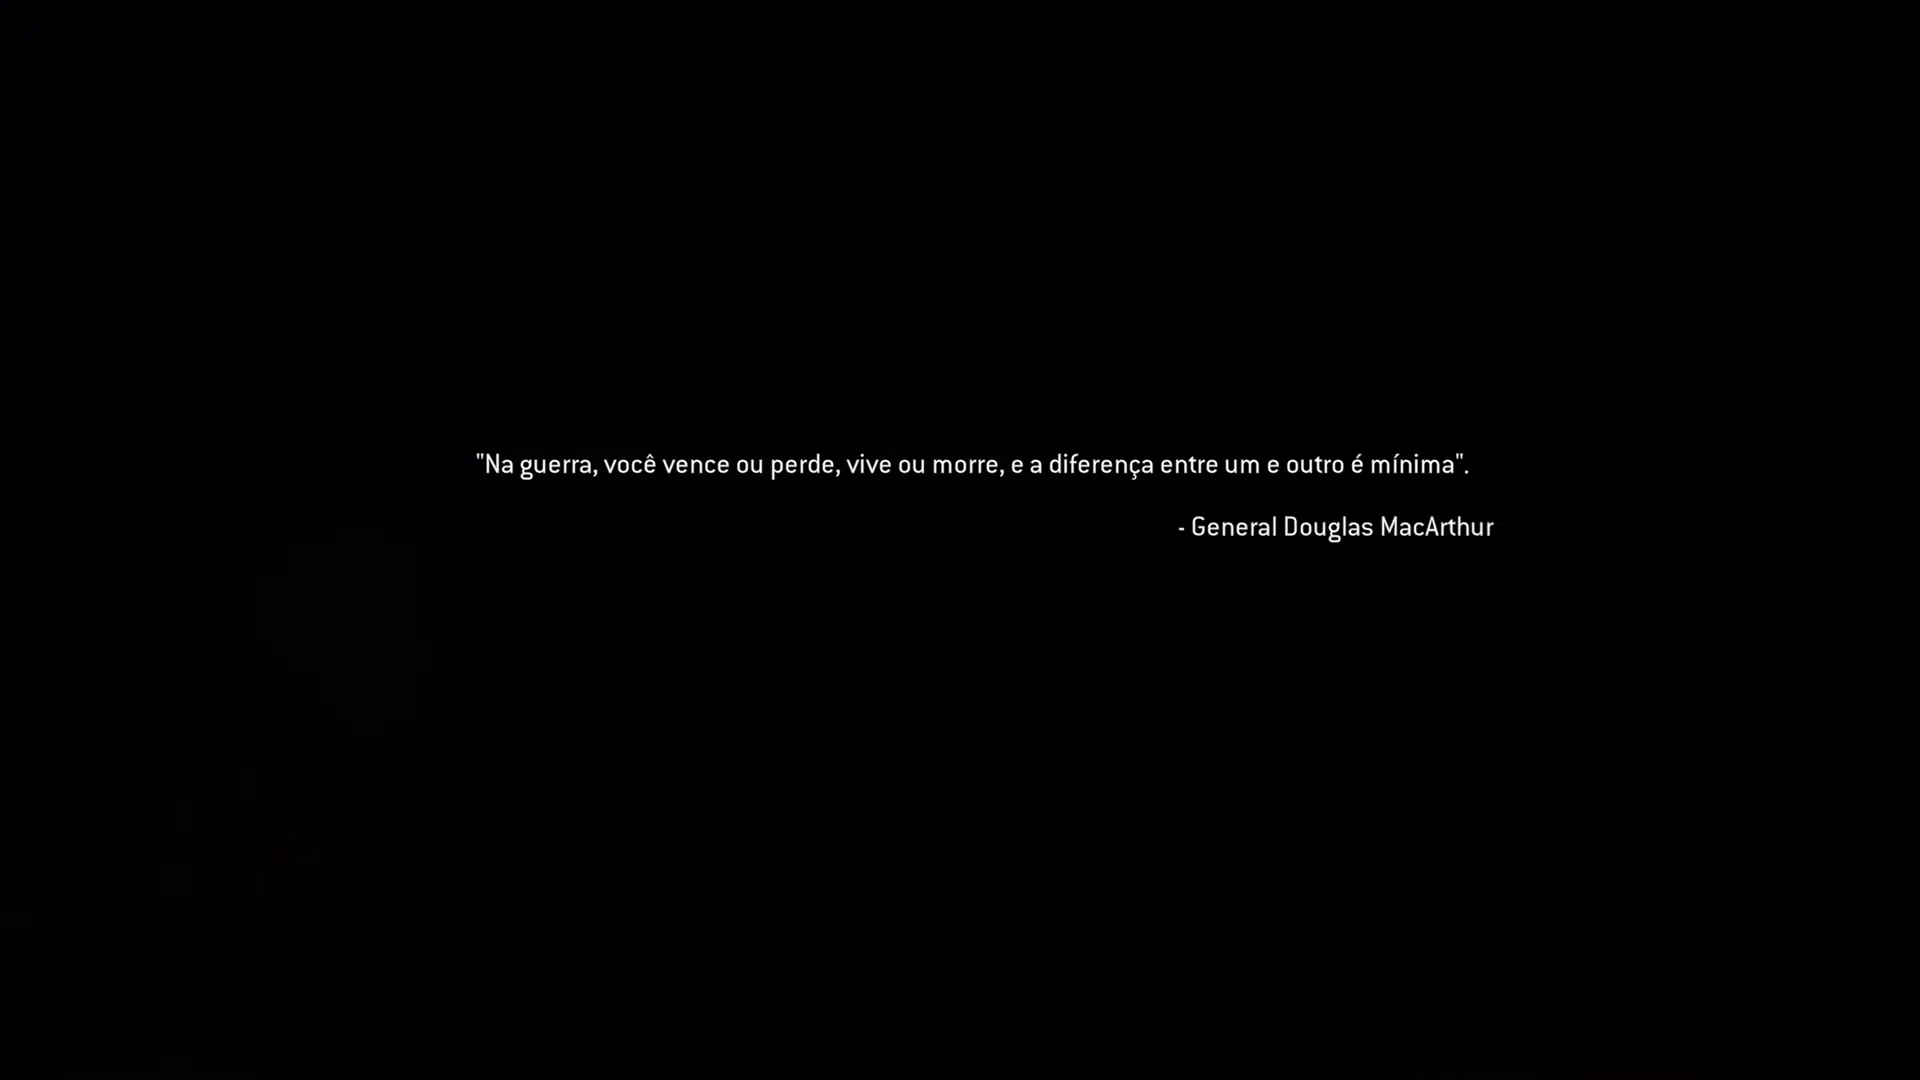 "Na guerra, você vence ou perde, vive ou morre, e a diferença entre um e outro é mínima".
- General Douglas MacArthur